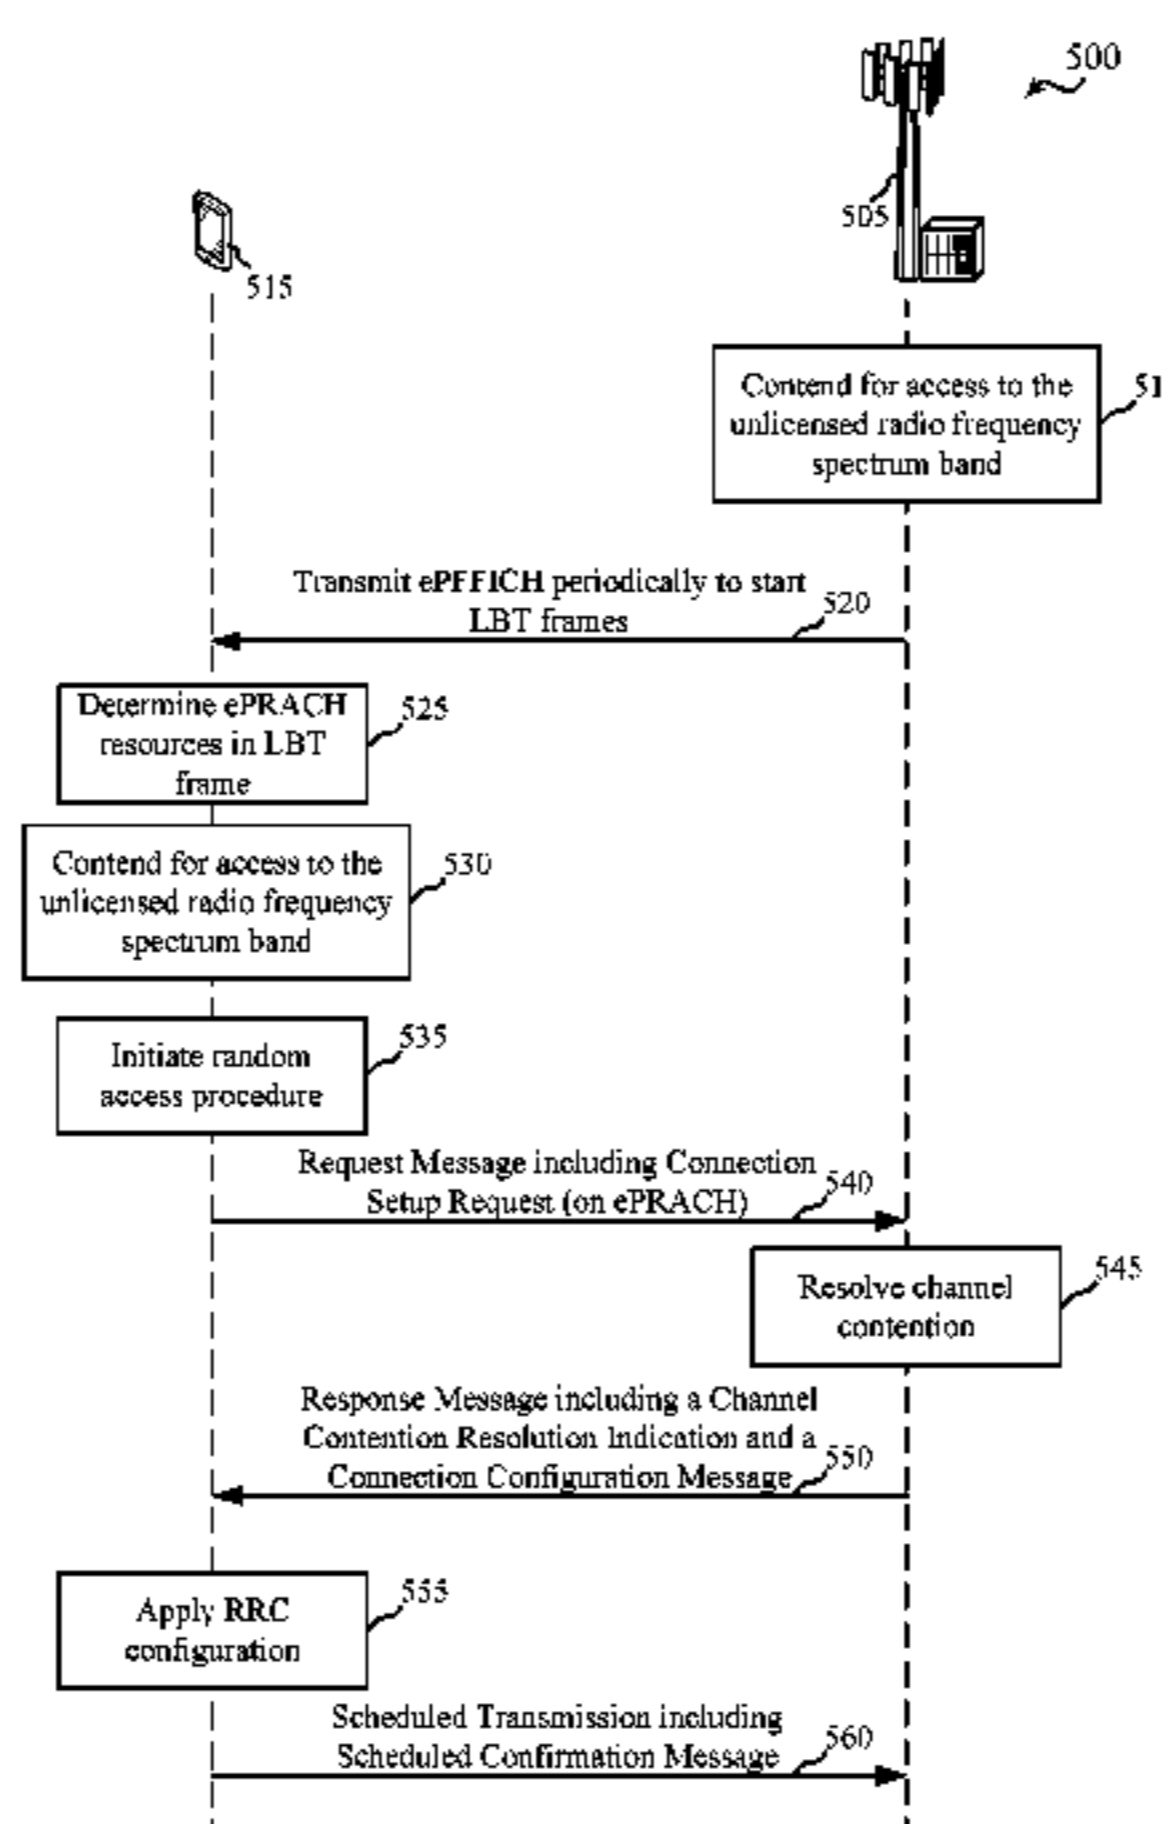 500
505
515
Contend for access to the
unlicensed radio frequency
spectrum band
51
Transmit ePFFICH periodically to start
LBT frames
520
Determine ePRACH
resources in LBT
frame
525
Contend for access to the
unlicensed radio frequency
spectrum band
530
Initiate random
access procedure
535
Request Message including Connection
Setup Request (on ePRACH)
540
Resolve channel
contention
545
Response Message including a Channel
Contention Resolution Indication and a
Connection Configuration Message
550
Apply RRC
configuration
555
Scheduled Transmission including
Scheduled Confirmation Message
560